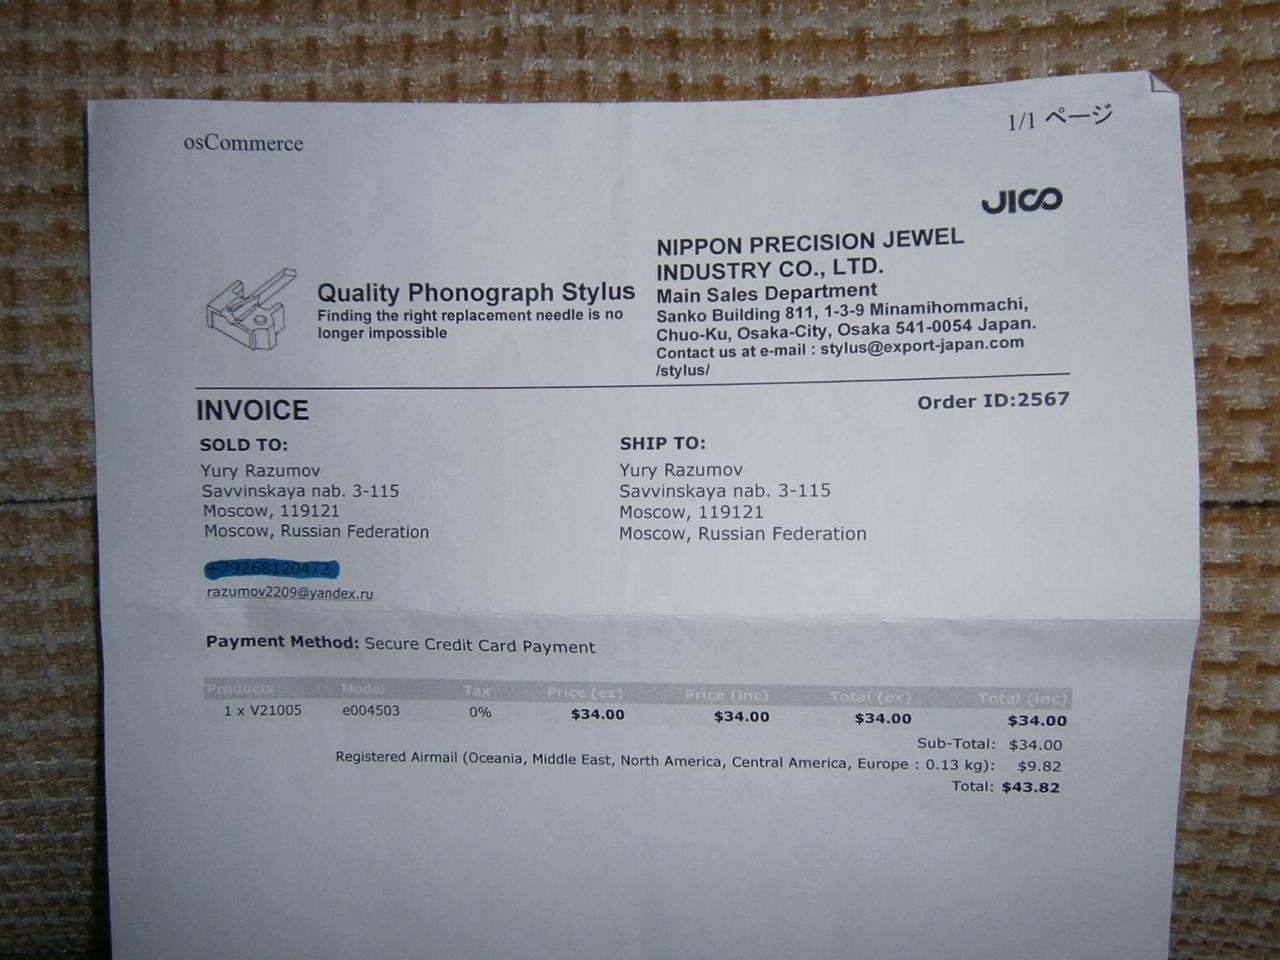 osCommerce
1/1 ページ
JICO
Quality Phonograph Stylus
Finding the right replacement needle is no
longer impossible
NIPPON PRECISION JEWEL
INDUSTRY CO., LTD.
Main Sales Department
Sanko Building 811, 1-3-9 Minamihommachi,
Chuo-Ku, Osaka-City, Osaka 541-0054 Japan.
Contact us at e-mail : stylus@export-japan.com
/stylus/
INVOICE
Order ID:2567
SOLD TO:
Yury Razumov
Savvinskaya nab. 3-115
Moscow, 119121
Moscow, Russian Federation
+79268120472
razumov2209@yandex.ru
SHIP TO:
Yury Razumov
Savvinskaya nab. 3-115
Moscow, 119121
Moscow, Russian Federation
Payment Method: Secure Credit Card Payment
Products Model Tax Price (ex) Price (inc) Total (ex) Total (inc)
1 x V21005 e004503 0% $34.00 $34.00 $34.00 $34.00
Sub-Total: $34.00
Registered Airmail (Oceania, Middle East, North America, Central America, Europe : 0.13 kg): $9.82
Total: $43.82